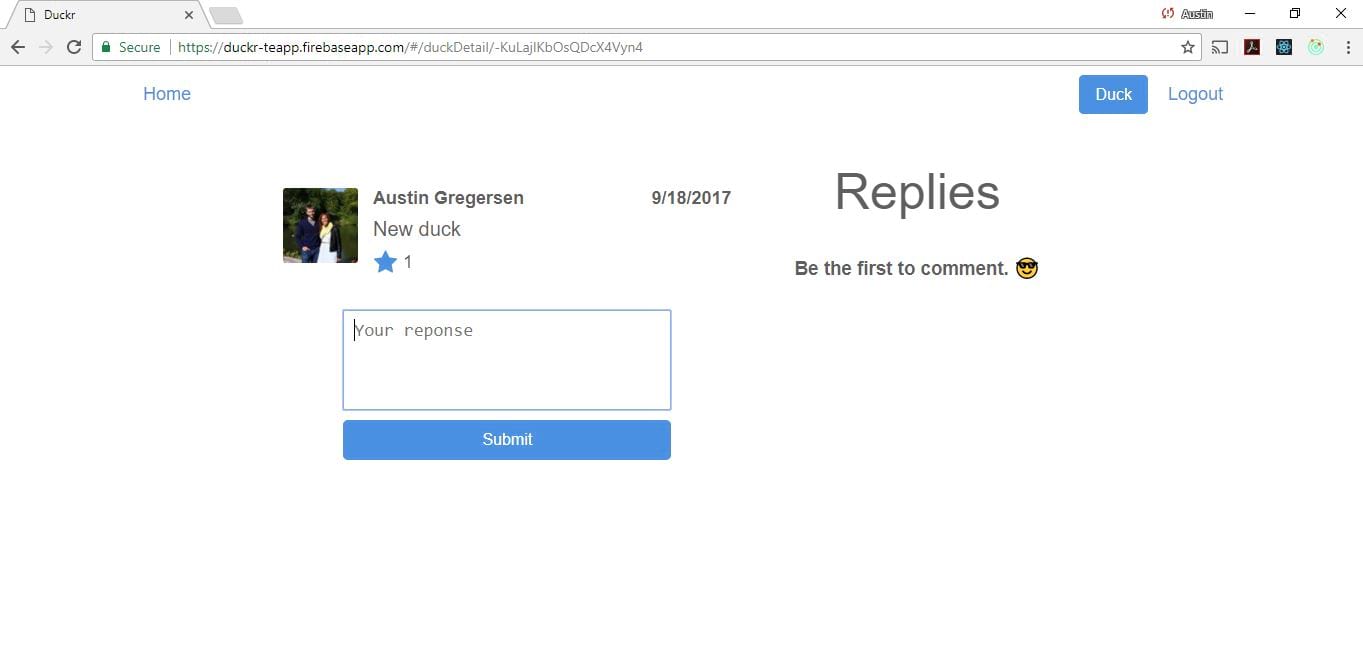 Duckr
Austin
Secure https://duckr-teapp.firebaseapp.com/#/duckDetail/-KuLajlKbOsQDcX4Vyn4
Home Duck Logout
Austin Gregersen 9/18/2017
New duck
1
Your reponse
Submit
Replies
Be the first to comment. 😎